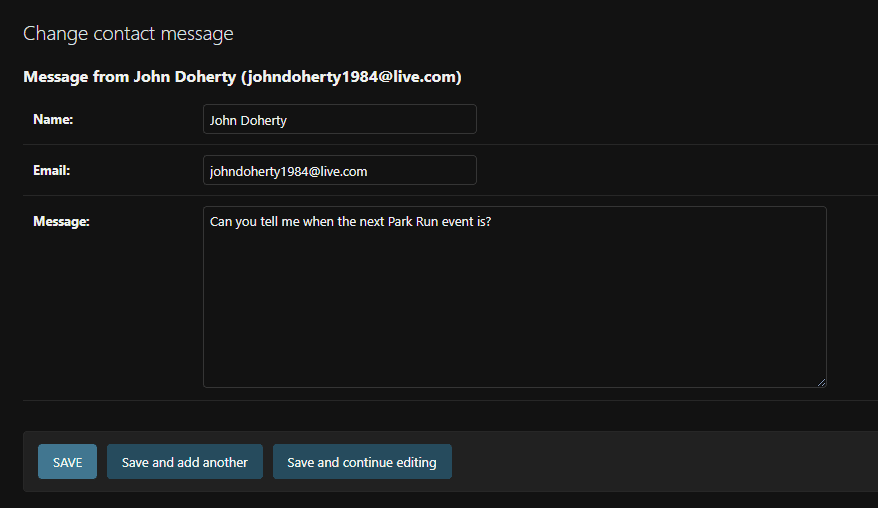 Change contact message
Message from John Doherty (johndoherty1984@live.com)
Name:
John Doherty
Email:
johndoherty1984@live.com
Message:
Can you tell me when the next Park Run event is?
SAVE
Save and add another
Save and continue editing